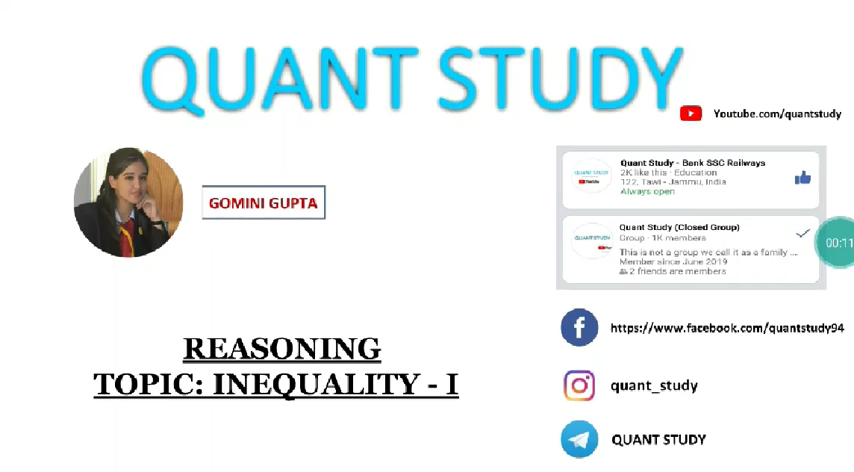 QUANT STUDY
Youtube.com/quantstudy
GOMINI GUPTA
Quant Study - Bank SSC Railways
2K like this · Education
122, Tawi - Jammu, India
Always open
Quant Study (Closed Group)
Group · 1K members
This is not a group we call it as a family ...
Member since June 2019
2 friends are members
00:11
https://www.facebook.com/quantstudy94
REASONING
TOPIC: INEQUALITY - I
quant_study
QUANT STUDY